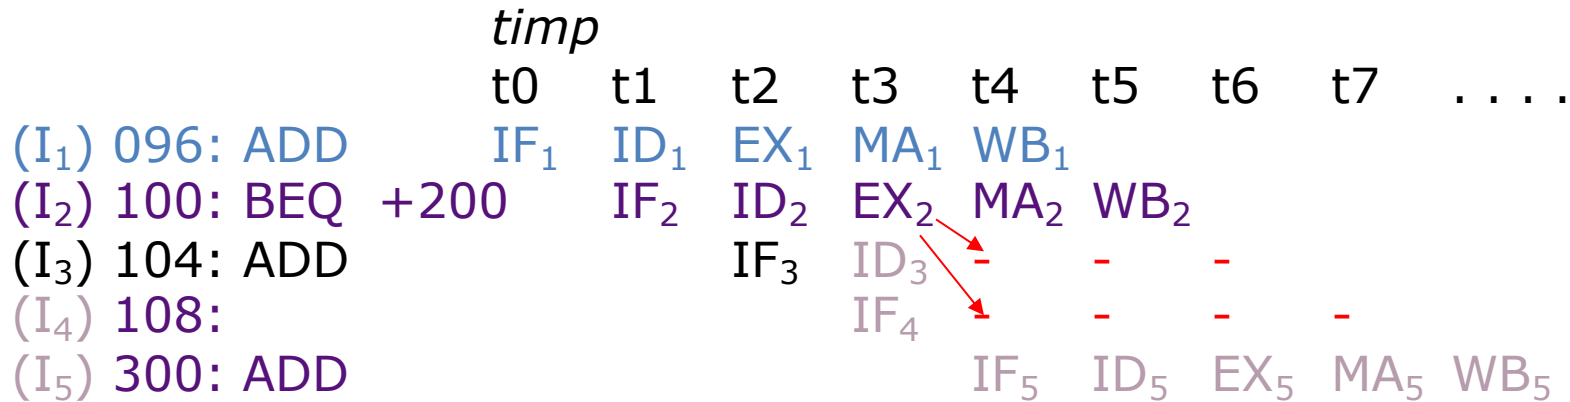 timp
t0 t1 t2 t3 t4 t5 t6 t7 . . . .
(I₁) 096: ADD IF₁ ID₁ EX₁ MA₁ WB₁
(I₂) 100: BEQ +200 IF₂ ID₂ EX₂ MA₂ WB₂
(I₃) 104: ADD IF₃ ID₃ - - -
(I₄) 108: IF₄ - - - -
(I₅) 300: ADD IF₅ ID₅ EX₅ MA₅ WB₅